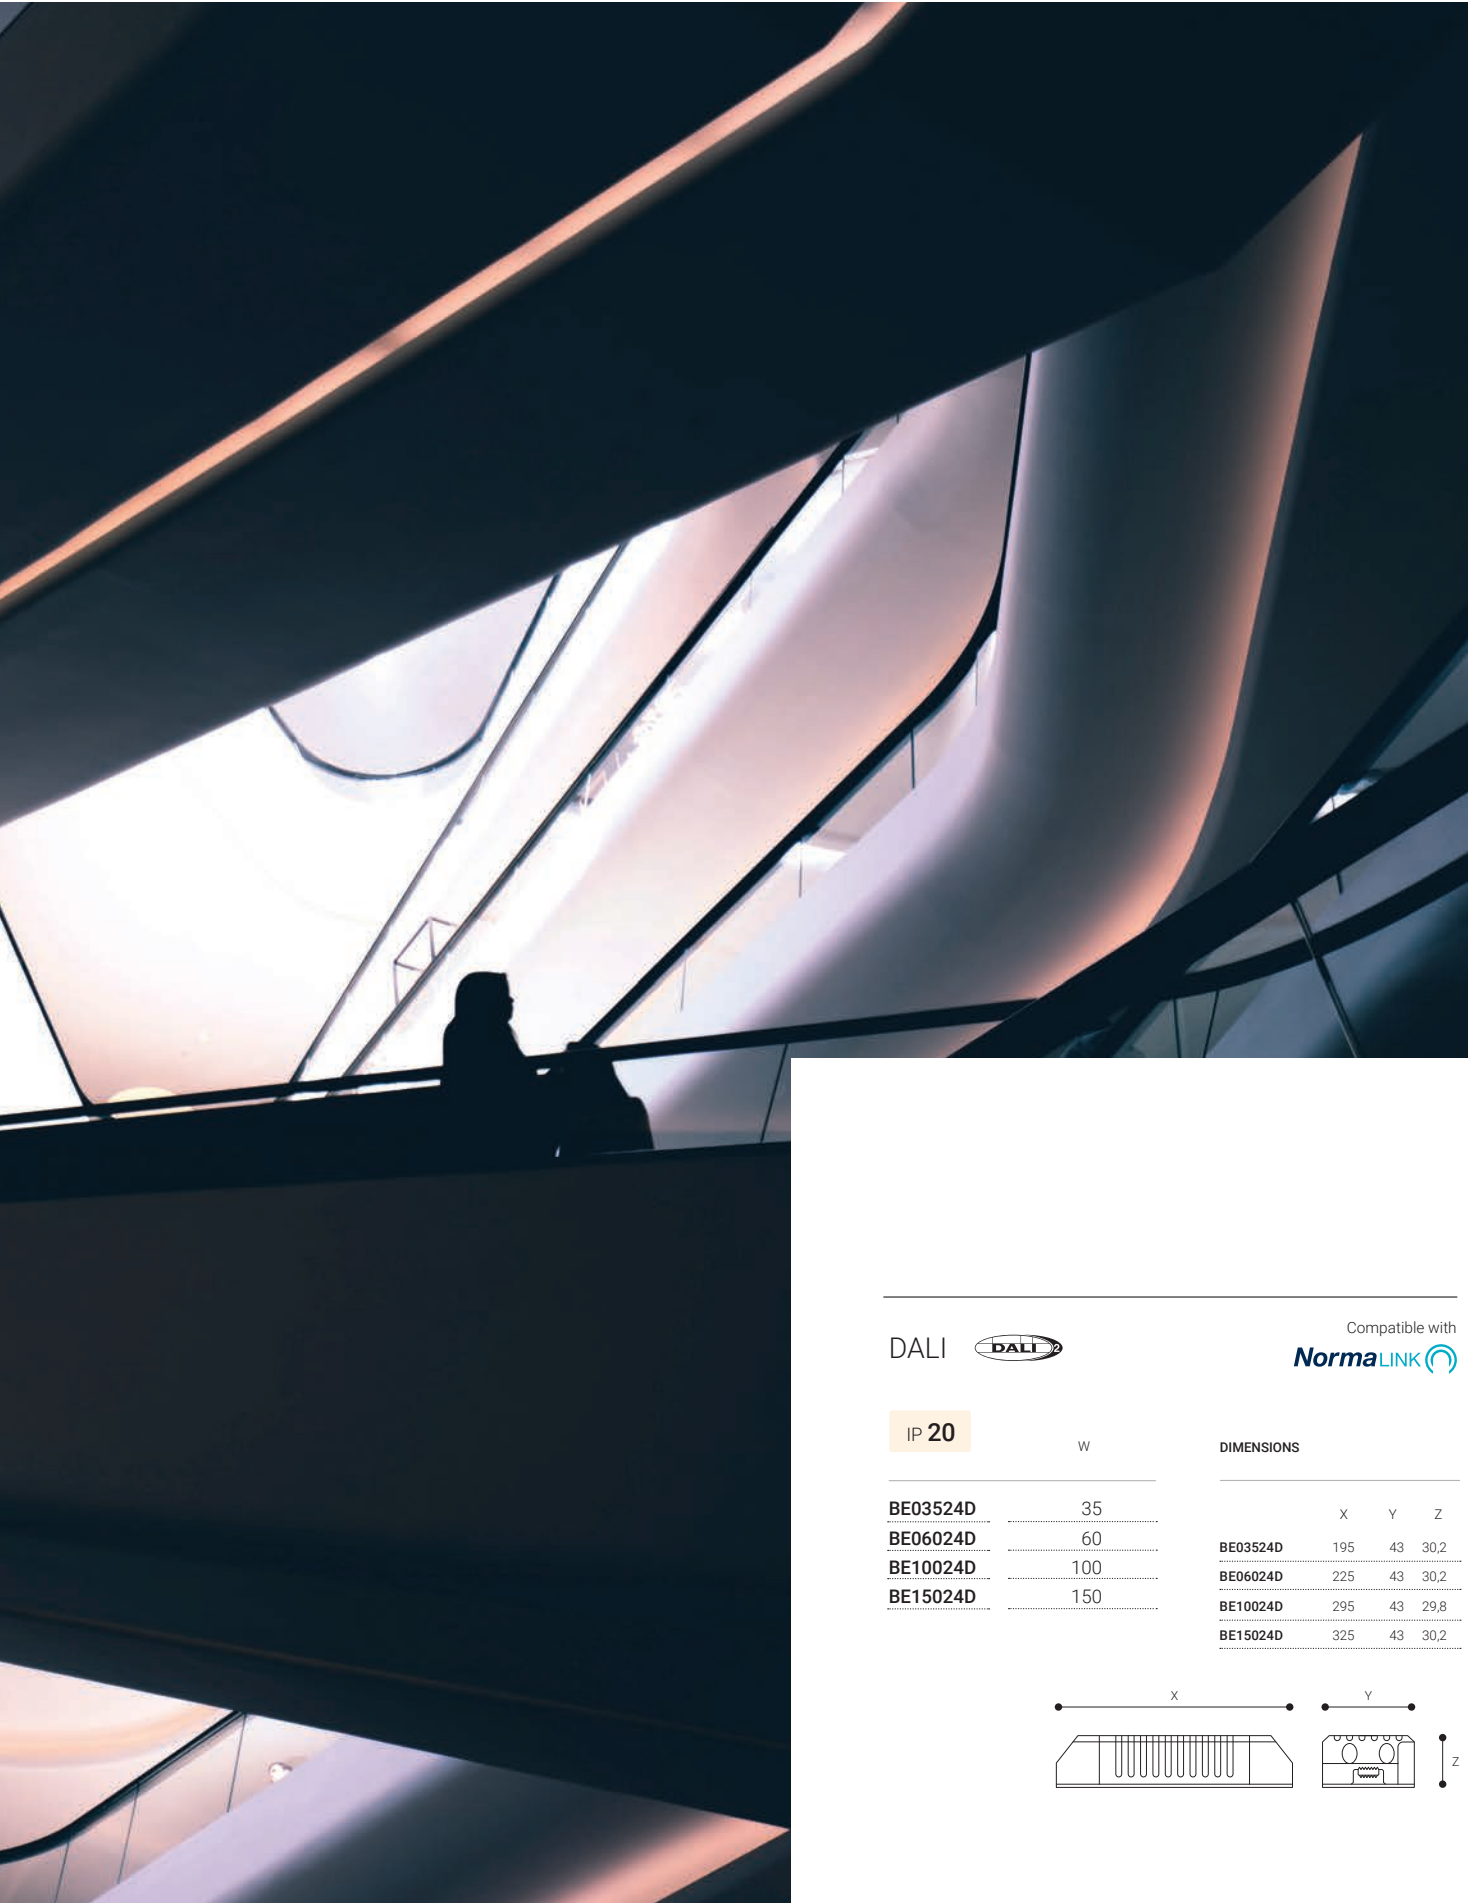 DALI
DALI 2
Compatible with
NormaLINK
IP 20
W
BE03524D 35
BE06024D 60
BE10024D 100
BE15024D 150
DIMENSIONS
X Y Z
BE03524D 195 43 30,2
BE06024D 225 43 30,2
BE10024D 295 43 29,8
BE15024D 325 43 30,2
X
Y
Z